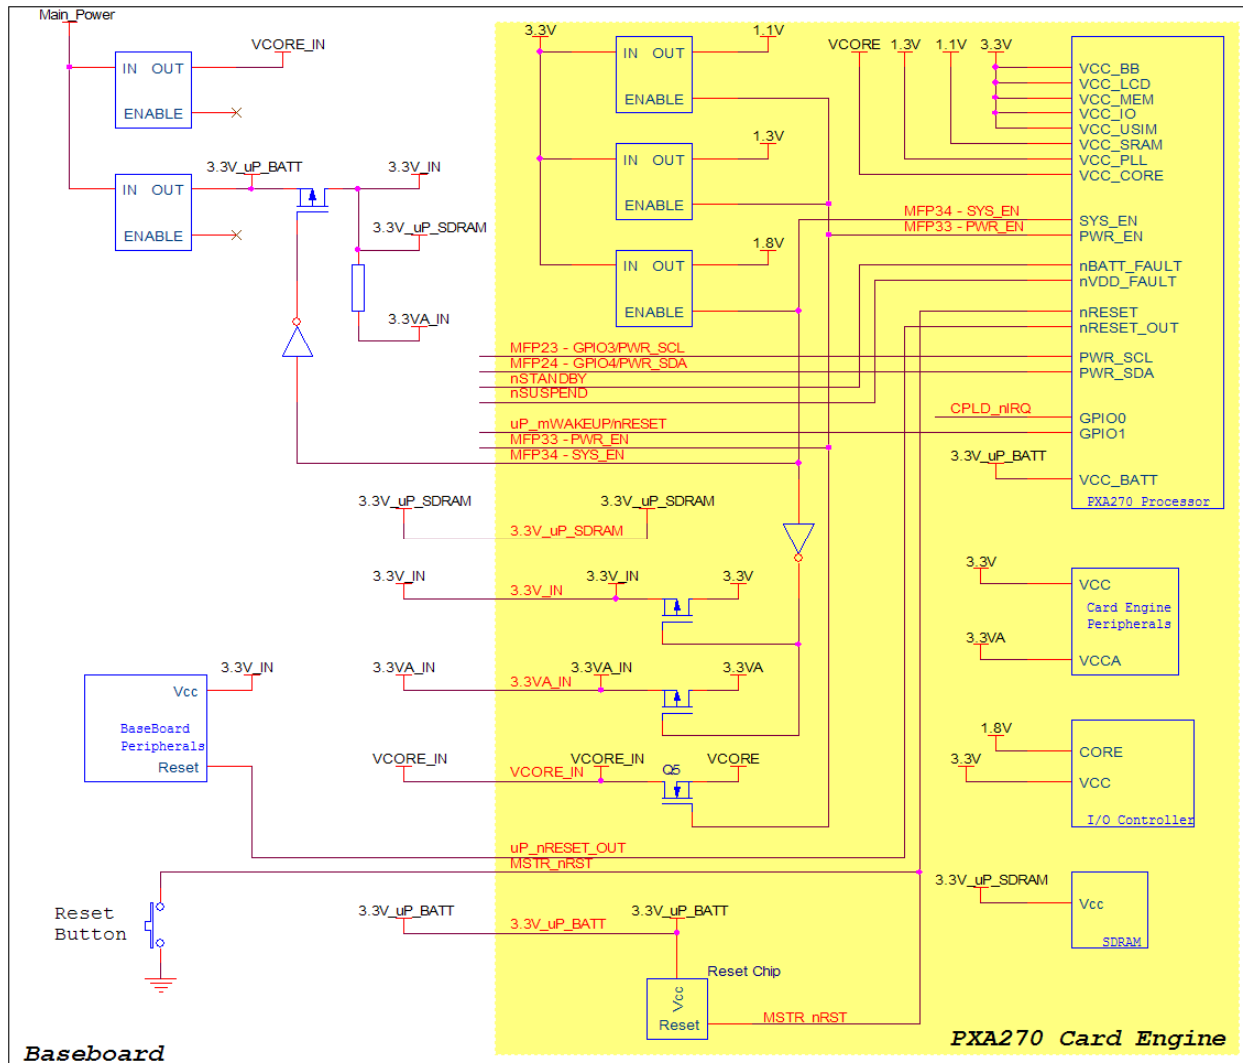 Main_Power
VCORE_IN
IN OUT
ENABLE
3.3V_uP_BATT
3.3V_IN
IN OUT
ENABLE
3.3V_uP_SDRAM
3.3VA_IN
3.3V
1.1V
IN OUT
ENABLE
1.3V
IN OUT
ENABLE
1.8V
IN OUT
ENABLE
VCORE 1.3V 1.1V 3.3V
VCC_BB
VCC_LCD
VCC_MEM
VCC_IO
VCC_USIM
VCC_SRAM
VCC_PLL
VCC_CORE
MFP34 - SYS_EN
SYS_EN
MFP33 - PWR_EN
PWR_EN
nBATT_FAULT
nVDD_FAULT
nRESET
nRESET_OUT
MFP23 - GPIO3/PWR_SCL
PWR_SCL
MFP24 - GPIO4/PWR_SDA
PWR_SDA
nSTANDBY
nSUSPEND
CPLD_nIRQ
GPIO0
uP_mWAKEUP/nRESET
GPIO1
MFP33 - PWR_EN
MFP34 - SYS_EN
3.3V_uP_BATT
VCC_BATT
PXA270 Processor
3.3V_uP_SDRAM
3.3V_uP_SDRAM
3.3V_uP_SDRAM
3.3V_IN
3.3V_IN
3.3V_IN
3.3V
3.3V
VCC
Card Engine
Peripherals
3.3VA
VCCA
3.3VA_IN
3.3VA_IN
3.3VA_IN
3.3VA
3.3V_IN
Vcc
BaseBoard
Peripherals
Reset
VCORE_IN
VCORE_IN
VCORE_IN
Q5
VCORE
1.8V
CORE
3.3V
VCC
I/O Controller
uP_nRESET_OUT
MSTR_nRST
3.3V_uP_SDRAM
Vcc
SDRAM
Reset
Button
3.3V_uP_BATT
3.3V_uP_BATT
3.3V_uP_BATT
Reset Chip
Vcc
Reset
MSTR_nRST
Baseboard
PXA270 Card Engine